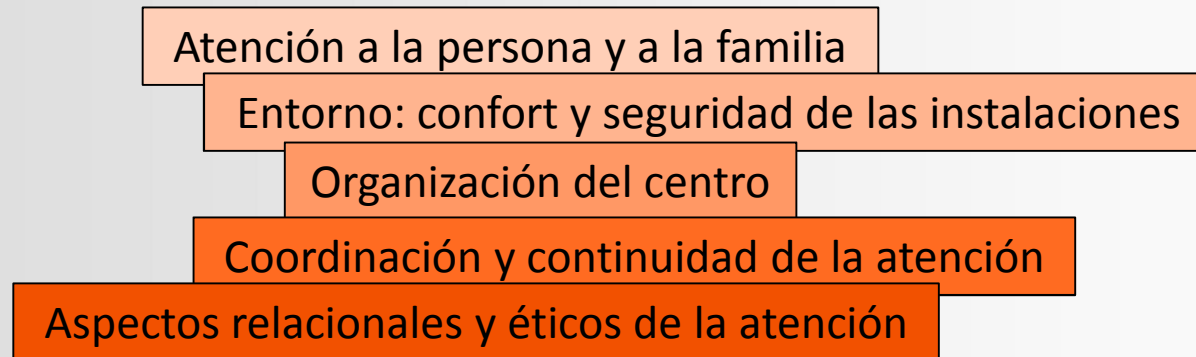 Atención a la persona y a la familia
Entorno: confort y seguridad de las instalaciones
Organización del centro
Coordinación y continuidad de la atención
Aspectos relacionales y éticos de la atención